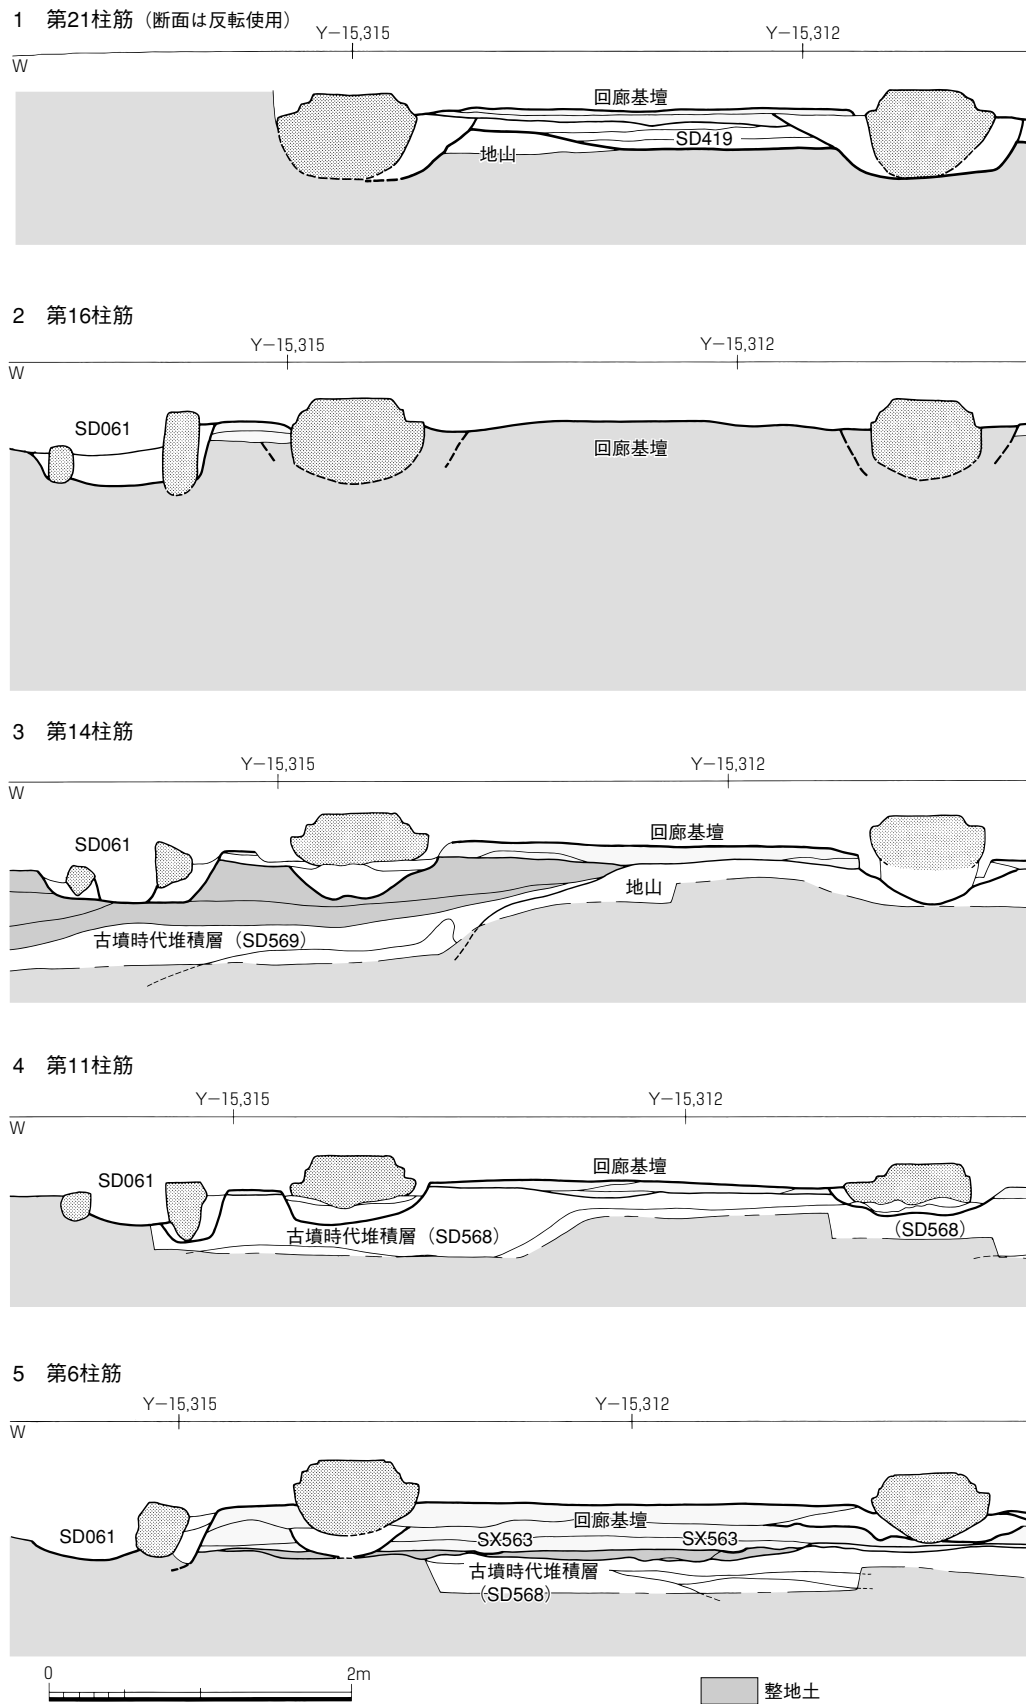 1 第21柱筋（断面は反転使用）
Y−15,315
Y−15,312
W
回廊基壇
SD419
地山
2 第16柱筋
Y−15,315
Y−15,312
W
SD061
回廊基壇
3 第14柱筋
Y−15,315
Y−15,312
W
SD061
回廊基壇
地山
古墳時代堆積層（SD569）
4 第11柱筋
Y−15,315
Y−15,312
W
SD061
回廊基壇
古墳時代堆積層（SD568）
（SD568）
5 第6柱筋
Y−15,315
Y−15,312
W
SD061
回廊基壇
SX563
SX563
古墳時代堆積層
（SD568）
0
2m
整地土